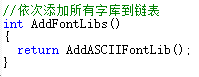 //依次添加所有字库到链表
int AddFontLibs()
{
  return AddASCIIFontLib();
}